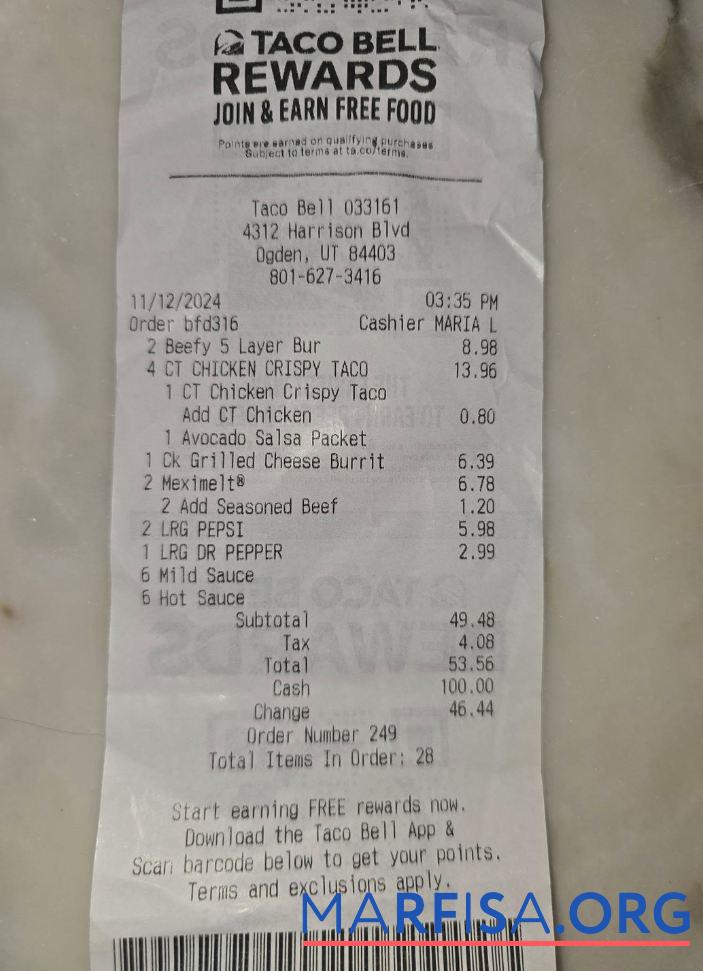 TACO BELL
REWARDS
JOIN & EARN FREE FOOD
Points are earned on qualifying purchases.
Subject to terms at ta.co/terms.
Taco Bell 033161
4312 Harrison Blvd
Ogden, UT 84403
801-627-3416
11/12/2024 03:35 PM
Order bfd316 Cashier MARIA L
2 Beefy 5 Layer Bur 8.98
4 CT CHICKEN CRISPY TACO 13.96
1 CT Chicken Crispy Taco
Add CT Chicken 0.80
1 Avocado Salsa Packet
1 Ck Grilled Cheese Burrit 6.39
2 Meximelt® 6.78
2 Add Seasoned Beef 1.20
2 LRG PEPSI 5.98
1 LRG DR PEPPER 2.99
6 Mild Sauce
6 Hot Sauce
Subtotal 49.48
Tax 4.08
Total 53.56
Cash 100.00
Change 46.44
Order Number 249
Total Items In Order: 28
Start earning FREE rewards now.
Download the Taco Bell App &
Scan barcode below to get your points.
Terms and exclusions apply.
MARFISA.ORG